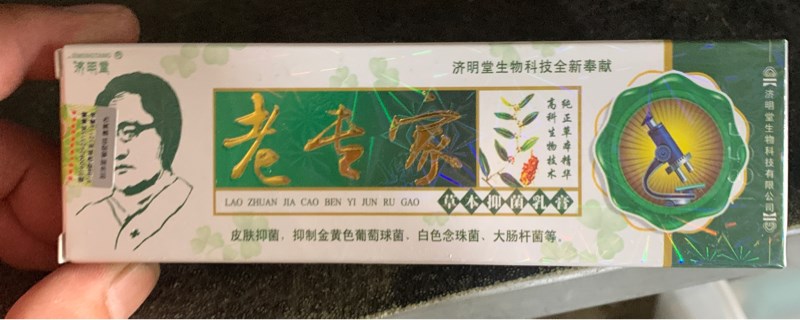 济明堂
济明堂生物科技全新奉献
老专家
纯正草本精华
高科生物技术
LAO ZHUAN JIA CAO BEN YI JUN RU GAO
草本抑菌乳膏
皮肤抑菌、抑制金黄色葡萄球菌、白色念珠菌、大肠杆菌等。
【济明堂生物科技有限公司】